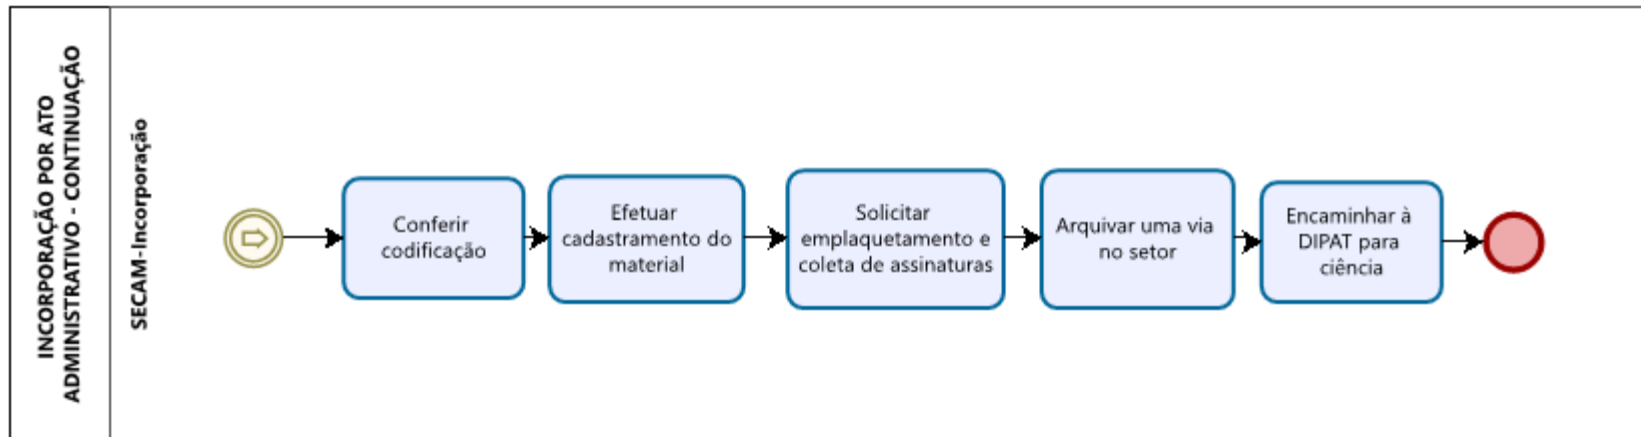 INCORPORAÇÃO POR ATO
ADMINISTRATIVO - CONTINUAÇÃO
SECAM-Incorporação
Conferir
codificação
Efetuar
cadastramento do
material
Solicitar
emplaquetamento e
coleta de assinaturas
Arquivar uma via
no setor
Encaminhar à
DIPAT para
ciência